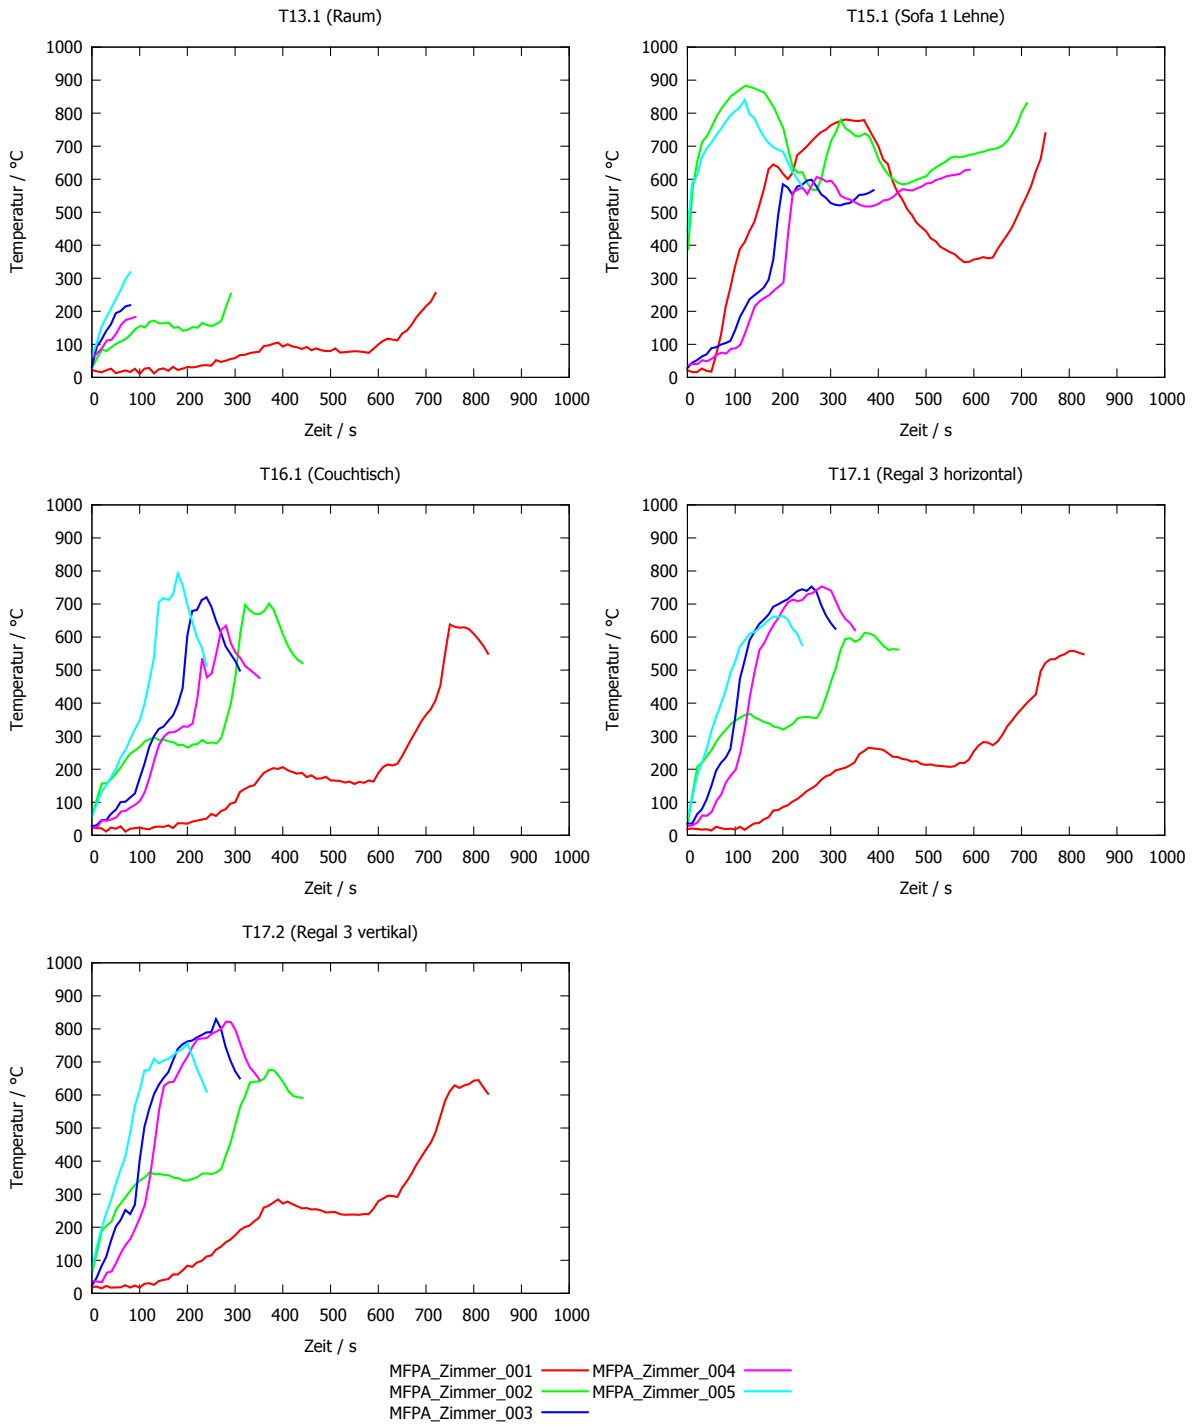 T13.1 (Raum)
1000
900
800
700
600
500
400
300
200
100
0
0 100 200 300 400 500 600 700 800 900 1000
Temperatur / °C
Zeit / s
T15.1 (Sofa 1 Lehne)
1000
900
800
700
600
500
400
300
200
100
0
0 100 200 300 400 500 600 700 800 900 1000
Temperatur / °C
Zeit / s
T16.1 (Couchtisch)
1000
900
800
700
600
500
400
300
200
100
0
0 100 200 300 400 500 600 700 800 900 1000
Temperatur / °C
Zeit / s
T17.1 (Regal 3 horizontal)
1000
900
800
700
600
500
400
300
200
100
0
0 100 200 300 400 500 600 700 800 900 1000
Temperatur / °C
Zeit / s
T17.2 (Regal 3 vertikal)
1000
900
800
700
600
500
400
300
200
100
0
0 100 200 300 400 500 600 700 800 900 1000
Temperatur / °C
Zeit / s
MFPA_Zimmer_001
MFPA_Zimmer_002
MFPA_Zimmer_003
MFPA_Zimmer_004
MFPA_Zimmer_005